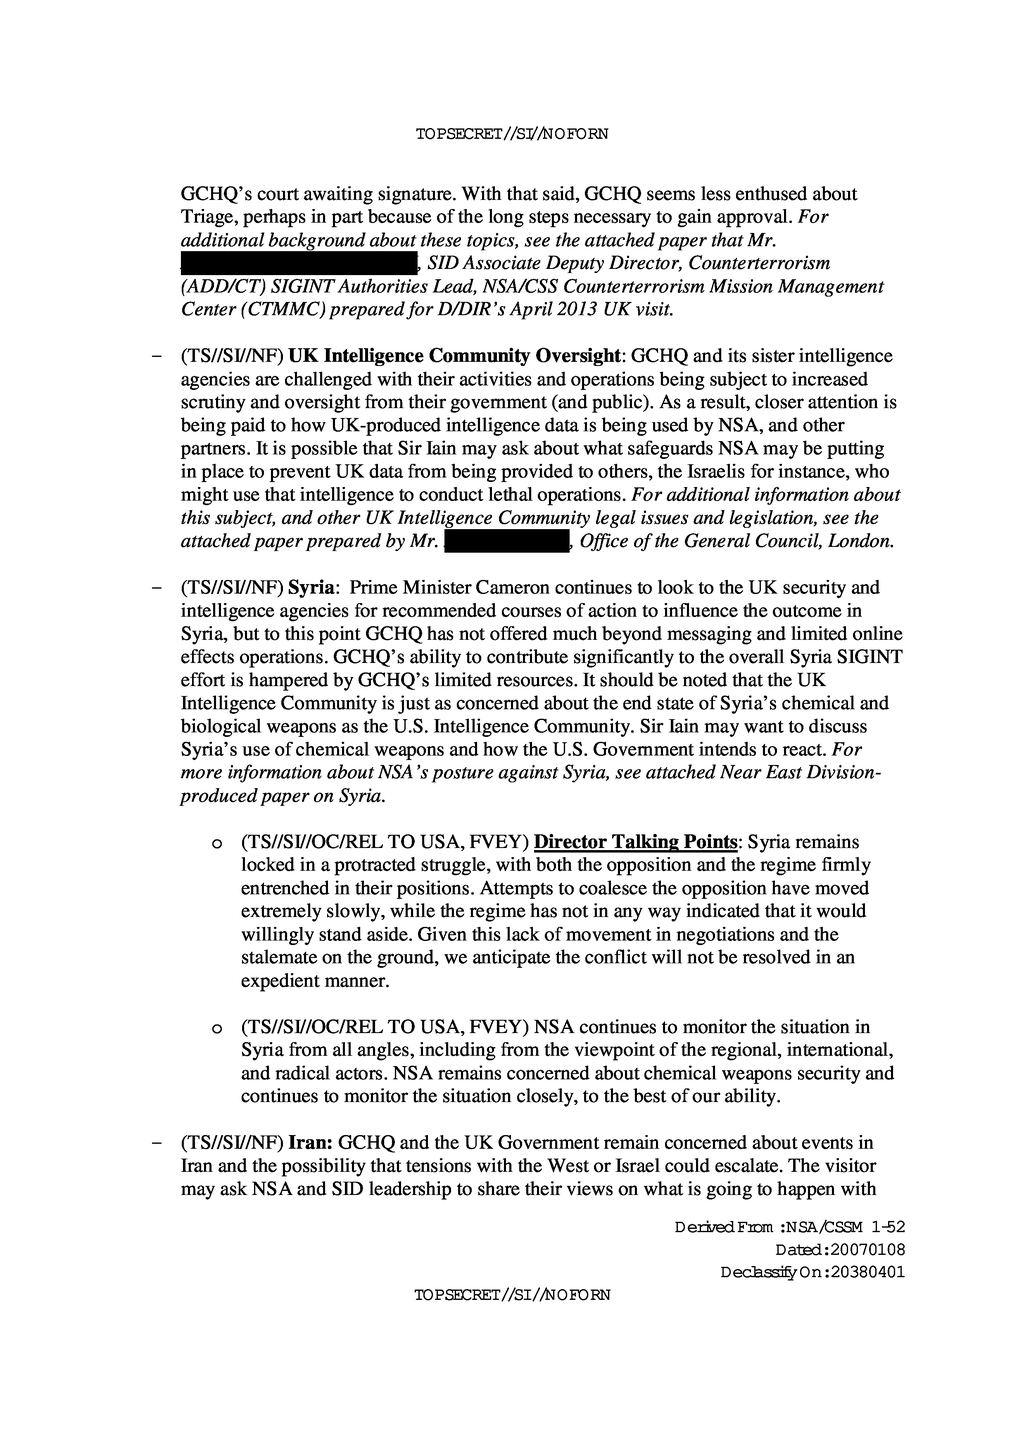 TOPSECRET//SI//NOFORN
GCHQ's court awaiting signature. With that said, GCHQ seems less enthused about
Triage, perhaps in part because of the long steps necessary to gain approval. For
additional background about these topics, see the attached paper that Mr.
, SID Associate Deputy Director, Counterterrorism
(ADD/CT) SIGINT Authorities Lead, NSA/CSS Counterterrorism Mission Management
Center (CTMMC) prepared for D/DIR's April 2013 UK visit.
– (TS//SI//NF) UK Intelligence Community Oversight: GCHQ and its sister intelligence
agencies are challenged with their activities and operations being subject to increased
scrutiny and oversight from their government (and public). As a result, closer attention is
being paid to how UK-produced intelligence data is being used by NSA, and other
partners. It is possible that Sir Iain may ask about what safeguards NSA may be putting
in place to prevent UK data from being provided to others, the Israelis for instance, who
might use that intelligence to conduct lethal operations. For additional information about
this subject, and other UK Intelligence Community legal issues and legislation, see the
attached paper prepared by Mr. , Office of the General Council, London.
– (TS//SI//NF) Syria: Prime Minister Cameron continues to look to the UK security and
intelligence agencies for recommended courses of action to influence the outcome in
Syria, but to this point GCHQ has not offered much beyond messaging and limited online
effects operations. GCHQ's ability to contribute significantly to the overall Syria SIGINT
effort is hampered by GCHQ's limited resources. It should be noted that the UK
Intelligence Community is just as concerned about the end state of Syria's chemical and
biological weapons as the U.S. Intelligence Community. Sir Iain may want to discuss
Syria's use of chemical weapons and how the U.S. Government intends to react. For
more information about NSA's posture against Syria, see attached Near East Division-
produced paper on Syria.
o (TS//SI//OC/REL TO USA, FVEY) Director Talking Points: Syria remains
locked in a protracted struggle, with both the opposition and the regime firmly
entrenched in their positions. Attempts to coalesce the opposition have moved
extremely slowly, while the regime has not in any way indicated that it would
willingly stand aside. Given this lack of movement in negotiations and the
stalemate on the ground, we anticipate the conflict will not be resolved in an
expedient manner.
o (TS//SI//OC/REL TO USA, FVEY) NSA continues to monitor the situation in
Syria from all angles, including from the viewpoint of the regional, international,
and radical actors. NSA remains concerned about chemical weapons security and
continues to monitor the situation closely, to the best of our ability.
– (TS//SI//NF) Iran: GCHQ and the UK Government remain concerned about events in
Iran and the possibility that tensions with the West or Israel could escalate. The visitor
may ask NSA and SID leadership to share their views on what is going to happen with
Derived From :NSA/CSSM 1-52
Dated:20070108
Declassify On:20380401
TOPSECRET//SI//NOFORN